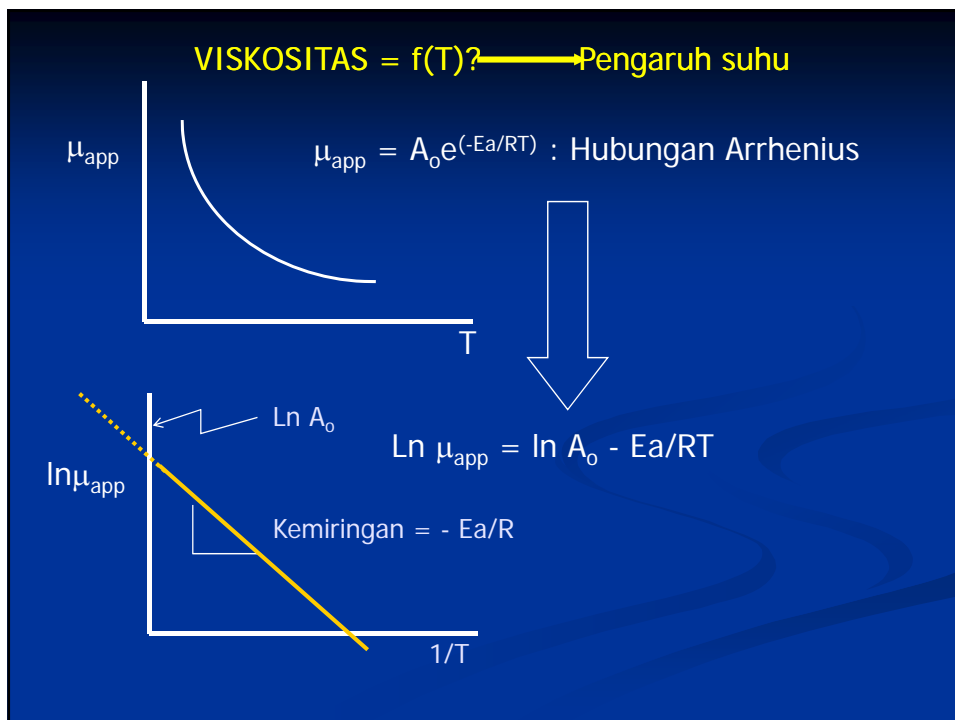 VISKOSITAS = f(T)? Pengaruh suhu
μapp
μapp = Aoe(-Ea/RT) : Hubungan Arrhenius
T
Ln Ao
Ln μapp = ln Ao - Ea/RT
lnμapp
Kemiringan = - Ea/R
1/T